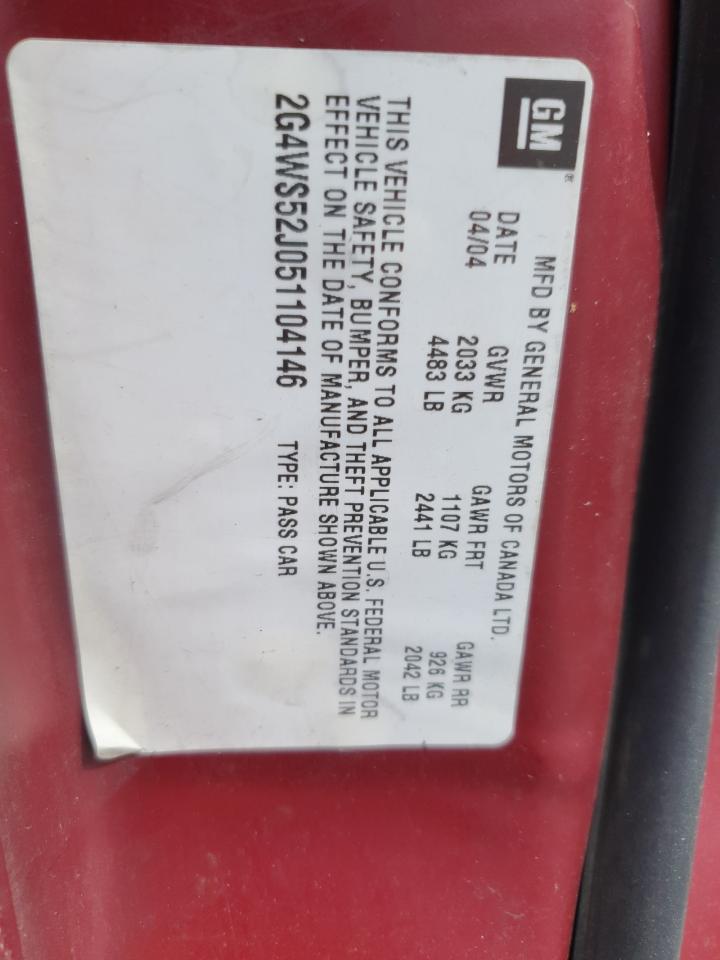 GM®
MFD BY GENERAL MOTORS OF CANADA LTD.
DATE GVWR GAWR FRT GAWR RR
04/04 2033 KG 1107 KG 926 KG
4483 LB 2441 LB 2042 LB
THIS VEHICLE CONFORMS TO ALL APPLICABLE U.S. FEDERAL MOTOR
VEHICLE SAFETY, BUMPER, AND THEFT PREVENTION STANDARDS IN
EFFECT ON THE DATE OF MANUFACTURE SHOWN ABOVE.
2G4WS52J051104146 TYPE: PASS CAR